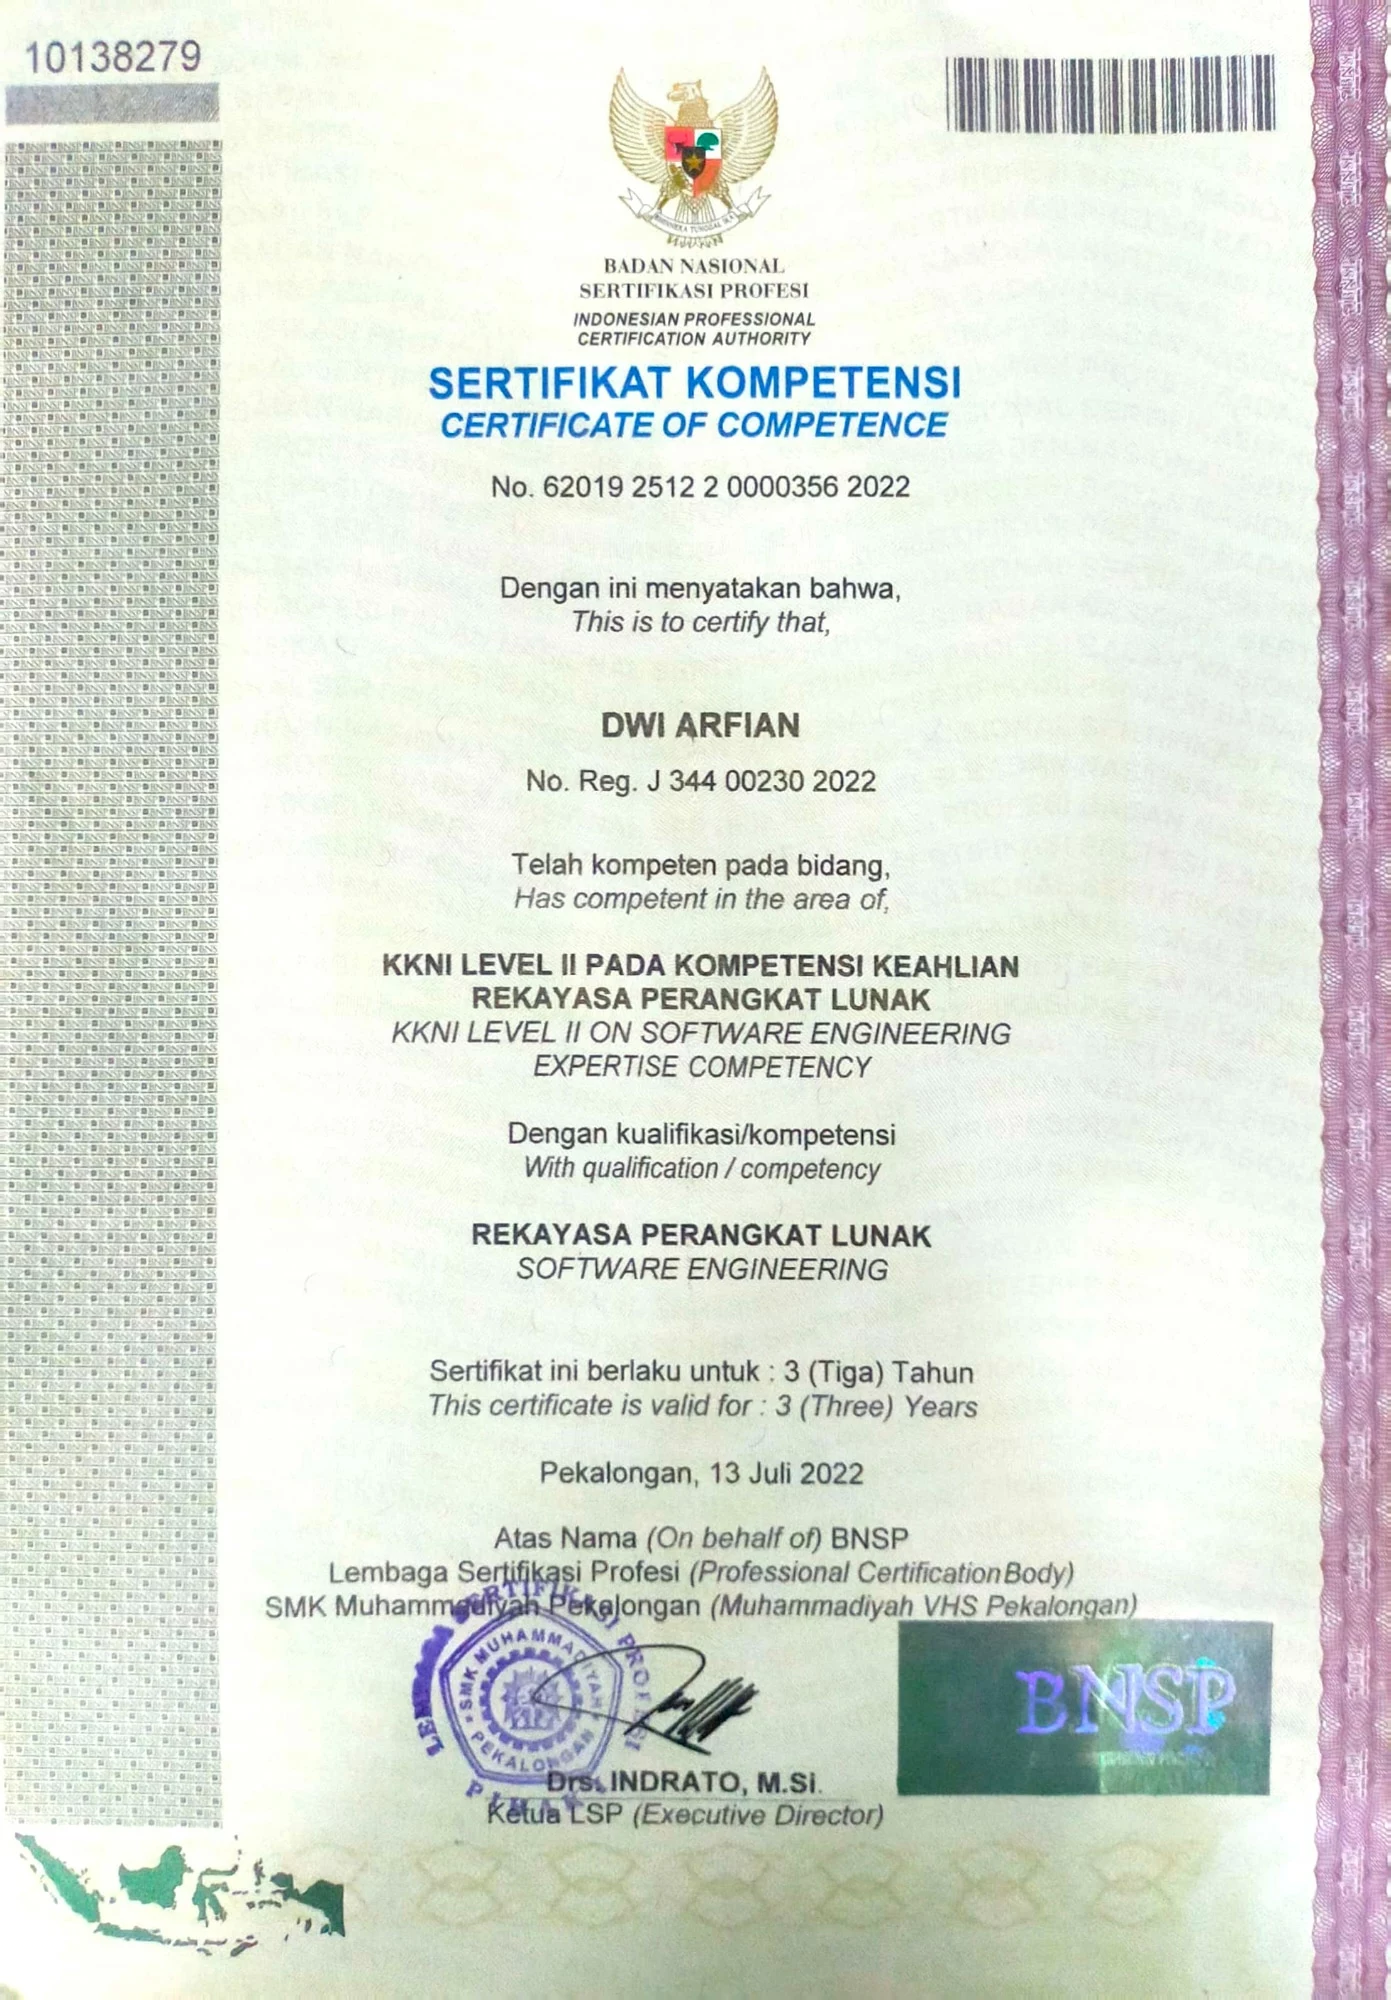 10138279
BADAN NASIONAL
SERTIFIKASI PROFESI
INDONESIAN PROFESSIONAL
CERTIFICATION AUTHORITY
SERTIFIKAT KOMPETENSI
CERTIFICATE OF COMPETENCE
No. 62019 2512 2 0000356 2022
Dengan ini menyatakan bahwa,
This is to certify that,
DWI ARFIAN
No. Reg. J 344 00230 2022
Telah kompeten pada bidang,
Has competent in the area of,
KKNI LEVEL II PADA KOMPETENSI KEAHLIAN
REKAYASA PERANGKAT LUNAK
KKNI LEVEL II ON SOFTWARE ENGINEERING
EXPERTISE COMPETENCY
Dengan kualifikasi/kompetensi
With qualification / competency
REKAYASA PERANGKAT LUNAK
SOFTWARE ENGINEERING
Sertifikat ini berlaku untuk : 3 (Tiga) Tahun
This certificate is valid for : 3 (Three) Years
Pekalongan, 13 Juli 2022
Atas Nama (On behalf of) BNSP
Lembaga Sertifikasi Profesi (Professional Certification Body)
SMK Muhammadiyah Pekalongan (Muhammadiyah VHS Pekalongan)
LEMBAGA SERTIFIKASI PROFESI
SMK MUHAMMADIYAH
PEKALONGAN
BNSP
Drs. INDRATO, M.Si.
Ketua LSP (Executive Director)